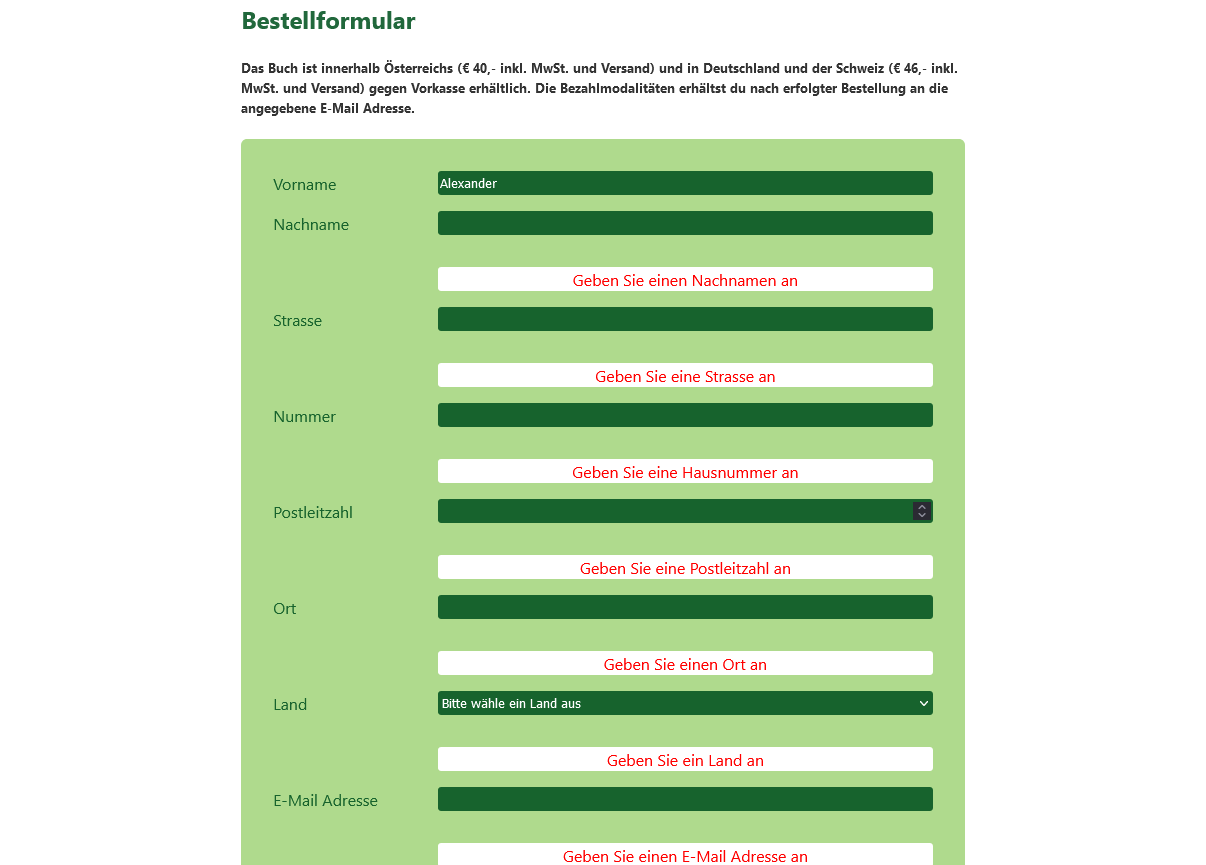 Bestellformular
Das Buch ist innerhalb Österreichs (€ 40,- inkl. MwSt. und Versand) und in Deutschland und der Schweiz (€ 46,- inkl.
MwSt. und Versand) gegen Vorkasse erhältlich. Die Bezahlmodalitäten erhältst du nach erfolgter Bestellung an die
angegebene E-Mail Adresse.
Vorname
Alexander
Nachname
Geben Sie einen Nachnamen an
Strasse
Geben Sie eine Strasse an
Nummer
Geben Sie eine Hausnummer an
Postleitzahl
Geben Sie eine Postleitzahl an
Ort
Geben Sie einen Ort an
Land
Bitte wähle ein Land aus
Geben Sie ein Land an
E-Mail Adresse
Geben Sie einen E-Mail Adresse an